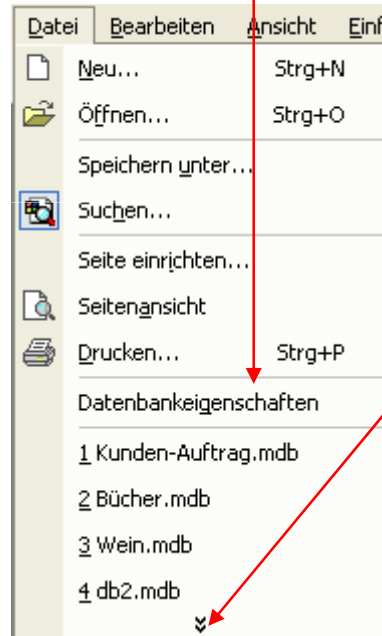 Datei Bearbeiten Ansicht Einf
Neu... Strg+N
Öffnen... Strg+O
Speichern unter...
Suchen...
Seite einrichten...
Seitenansicht
Drucken... Strg+P
Datenbankeigenschaften
1 Kunden-Auftrag.mdb
2 Bücher.mdb
3 Wein.mdb
4 db2.mdb